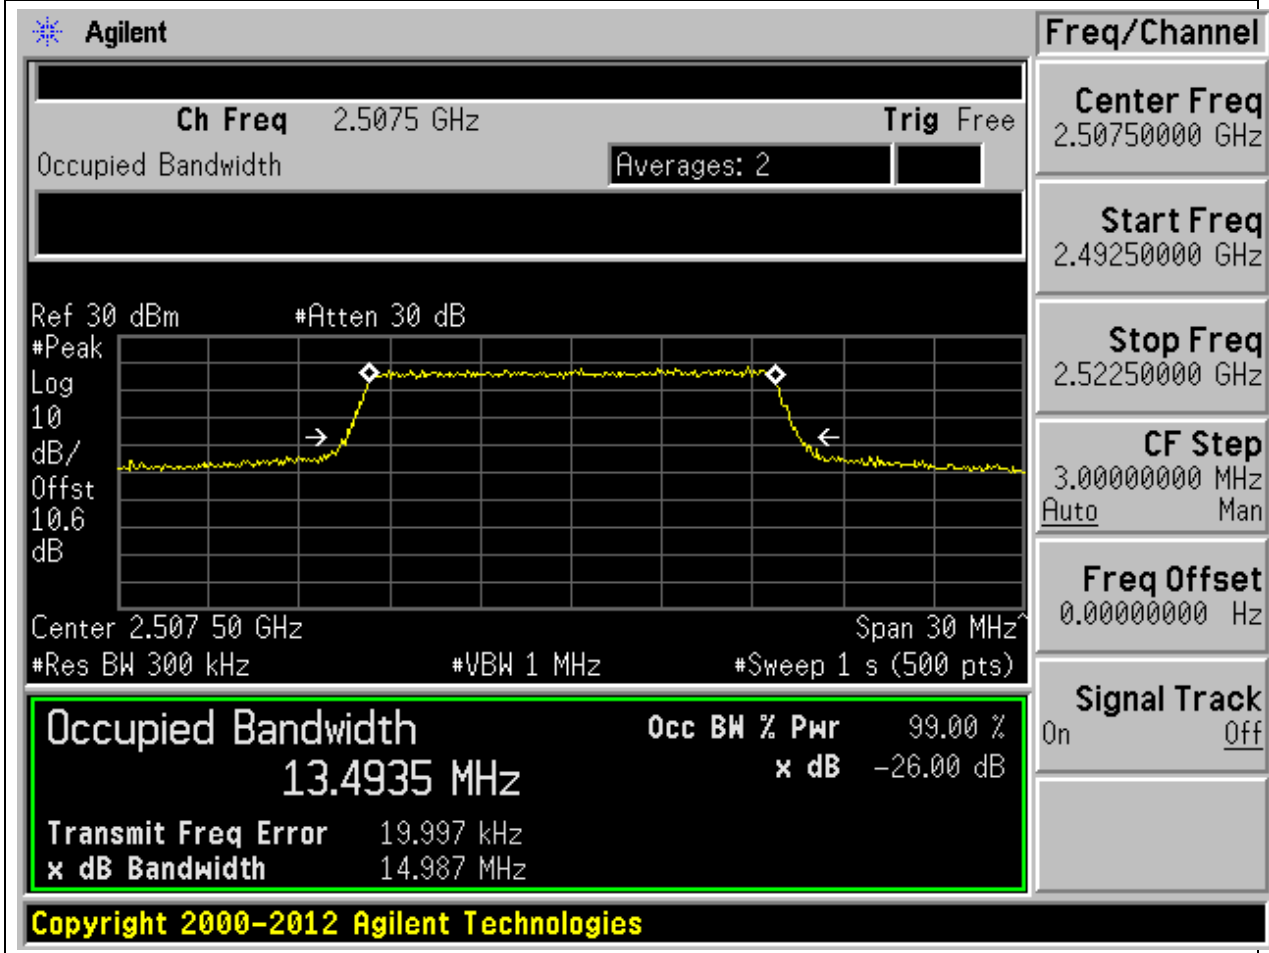 Agilent
Freq/Channel
Ch Freq 2.5075 GHz Trig Free
Occupied Bandwidth Averages: 2
Center Freq
2.50750000 GHz
Start Freq
2.49250000 GHz
Stop Freq
2.52250000 GHz
CF Step
3.00000000 MHz
Auto Man
Freq Offset
0.00000000 Hz
Signal Track
On Off
Ref 30 dBm #Atten 30 dB
#Peak
Log
10
dB/
Offst
10.6
dB
Center 2.507 50 GHz Span 30 MHz^
#Res BW 300 kHz #VBW 1 MHz #Sweep 1 s (500 pts)
Occupied Bandwidth
13.4935 MHz
Occ BW % Pwr 99.00 %
x dB -26.00 dB
Transmit Freq Error 19.997 kHz
x dB Bandwidth 14.987 MHz
Copyright 2000-2012 Agilent Technologies